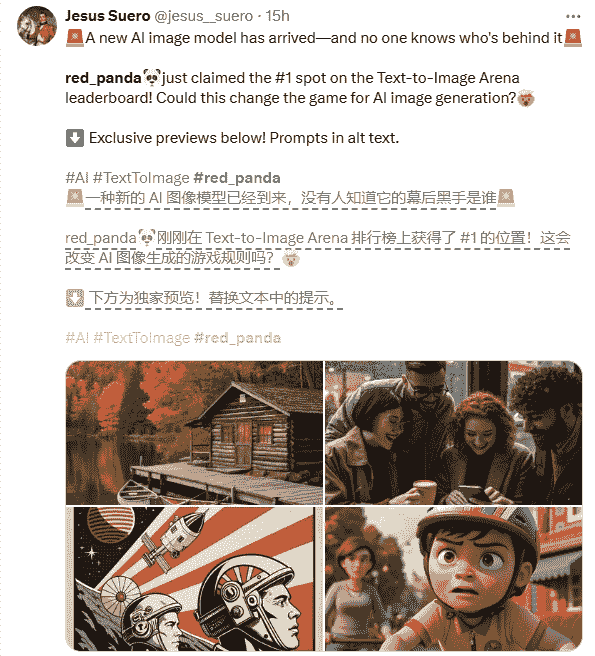 Jesus Suero @jesus__suero · 15h
🚨A new AI image model has arrived—and no one knows who's behind it🚨
red_panda🐼just claimed the #1 spot on the Text-to-Image Arena
leaderboard! Could this change the game for AI image generation?🤯
⬇️ Exclusive previews below! Prompts in alt text.
#AI #TextToImage #red_panda
🚨一种新的 AI 图像模型已经到来，没有人知道它的幕后黑手是谁🚨
red_panda🐼刚刚在 Text-to-Image Arena 排行榜上获得了 #1 的位置！这会
改变 AI 图像生成的游戏规则吗？🤯
⬇️ 下方为独家预览！替换文本中的提示。
#AI #TextToImage #red_panda